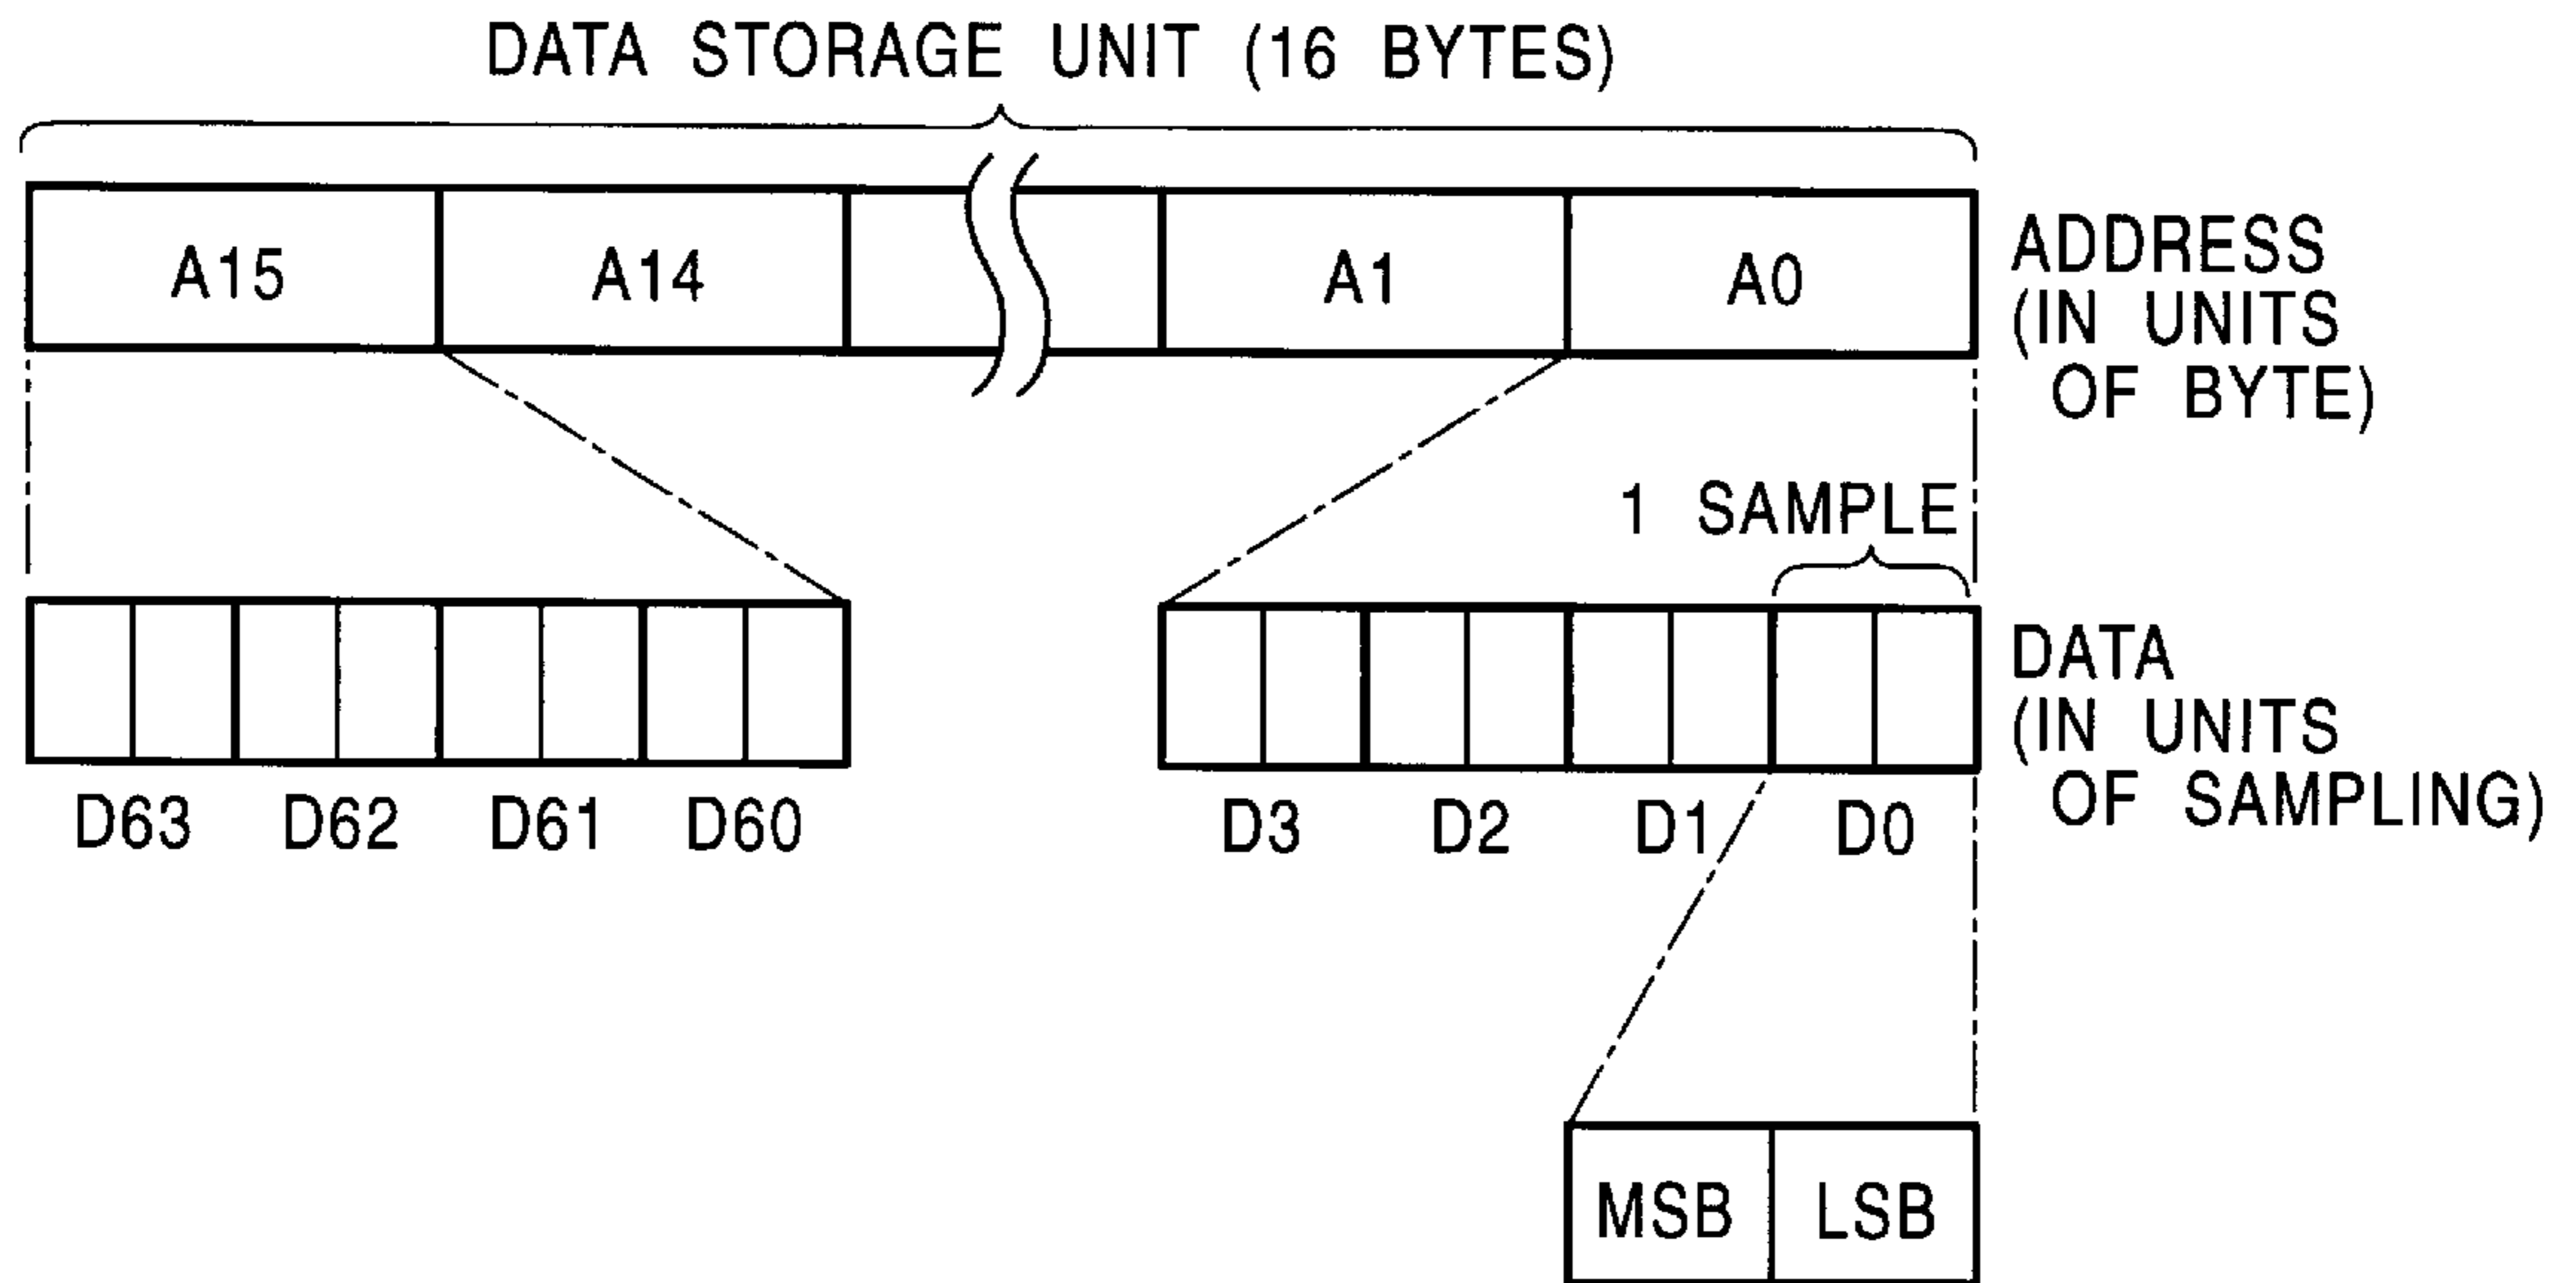 DATA STORAGE UNIT (16 BYTES)
A15 A14 A1 A0
ADDRESS
(IN UNITS
OF BYTE)
1 SAMPLE
DATA
(IN UNITS
OF SAMPLING)
D63 D62 D61 D60 D3 D2 D1 D0
MSB LSB